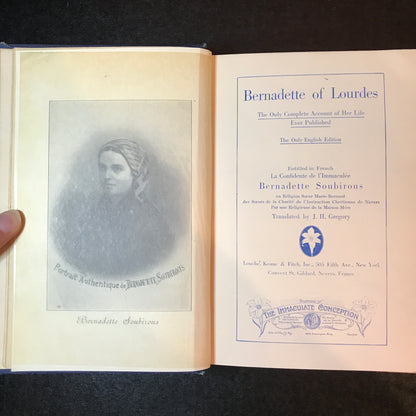 Portrait Authentique de Bernadette Soubirous
Bernadette Soubirous
Bernadette of Lourdes
The Only Complete Account of Her Life
Ever Published
The Only English Edition
Entitled in French
La Confidente de l'Immaculée
Bernadette Soubirous
en Religion Sœur Marie-Bernard
des Sœurs de la Charité de l'Instruction Chrétienne de Nevers
Par une Religieuse de la Maison Mère
Translated by J. H. Gregory
Louche', Keane & Fitch, Inc., 505 Fifth Ave., New York
Convent St. Gildard, Nevers, France
The Immaculate Conception